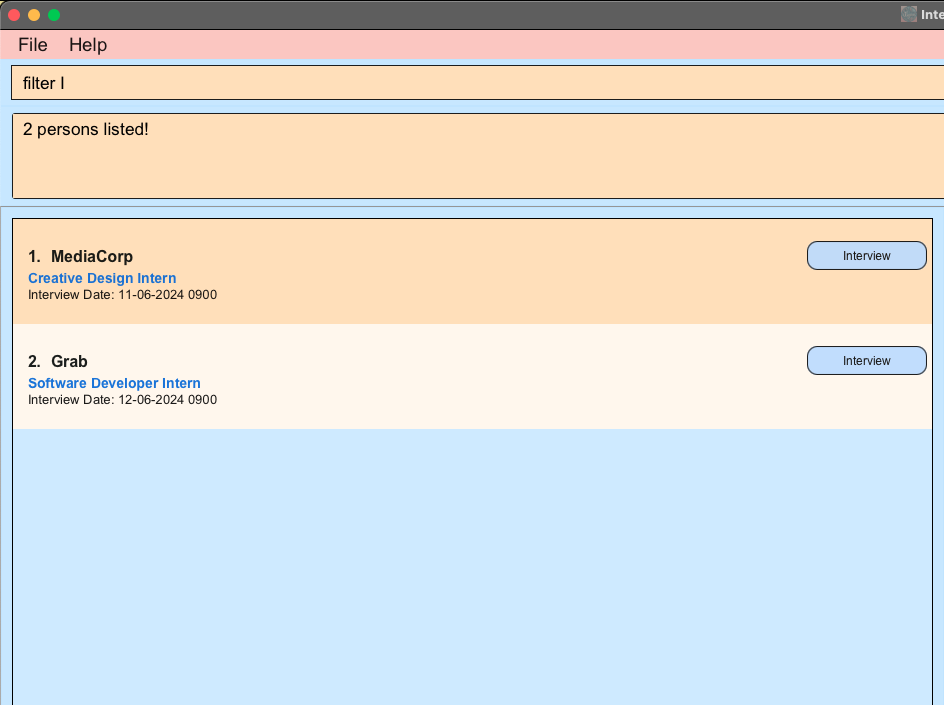 Inte
File Help
filter I
2 persons listed!
1. MediaCorp
Interview
Creative Design Intern
Interview Date: 11-06-2024 0900
2. Grab
Interview
Software Developer Intern
Interview Date: 12-06-2024 0900